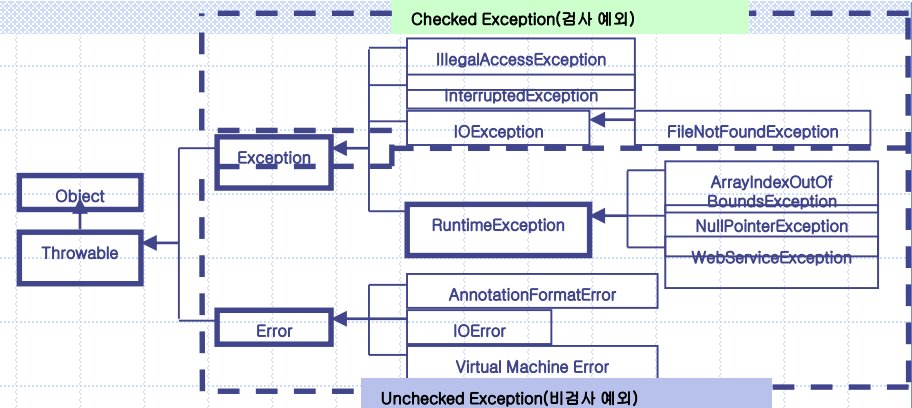 Checked Exception(검사 예외)
IllegalAccessException
InterruptedException
IOException
FileNotFoundException
Exception
Object
Throwable
RuntimeException
ArrayIndexOutOf
BoundsException
NullPointerException
WebServiceException
Error
AnnotationFormatError
IOError
Virtual Machine Error
Unchecked Exception(비검사 예외)